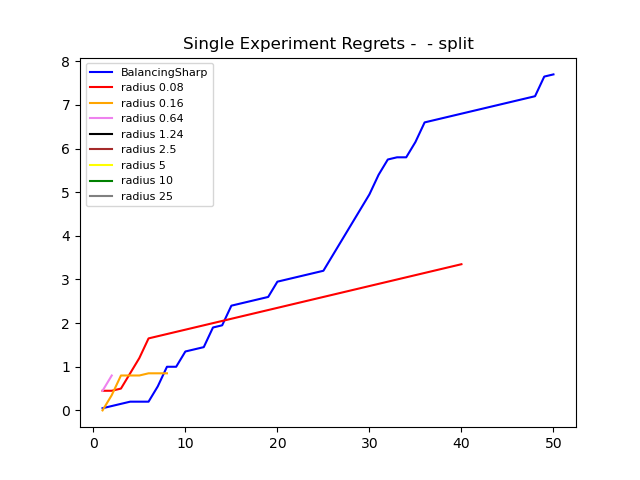 Single Experiment Regrets -  - split
BalancingSharp
radius 0.08
radius 0.16
radius 0.64
radius 1.24
radius 2.5
radius 5
radius 10
radius 25
8
7
6
5
4
3
2
1
0
0 10 20 30 40 50